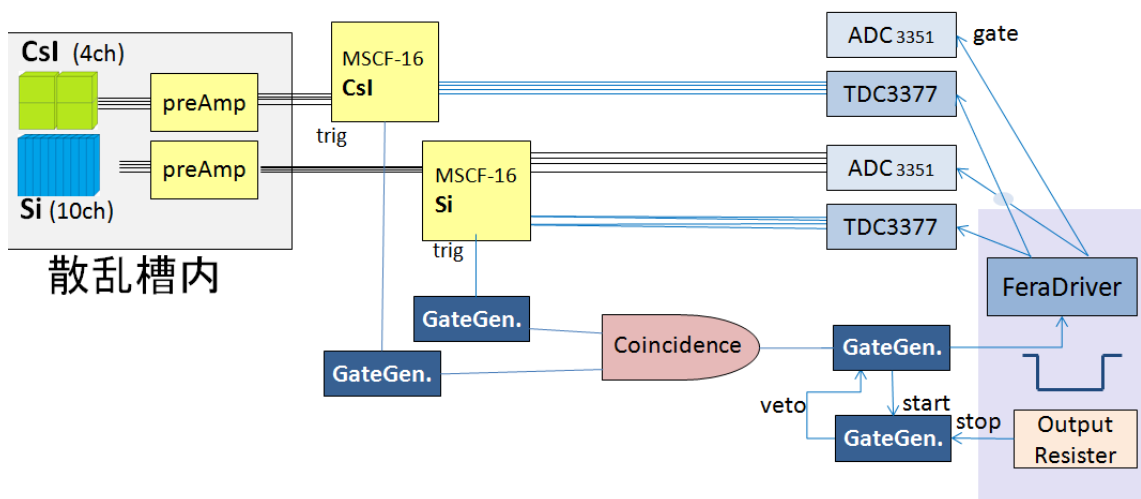 CsI (4ch)
preAmp
MSCF-16
CsI
trig
ADC 3351
gate
TDC3377
Si (10ch)
preAmp
MSCF-16
Si
trig
ADC 3351
TDC3377
散乱槽内
FeraDriver
GateGen.
GateGen.
Coincidence
GateGen.
veto
start
stop
GateGen.
Output
Resister